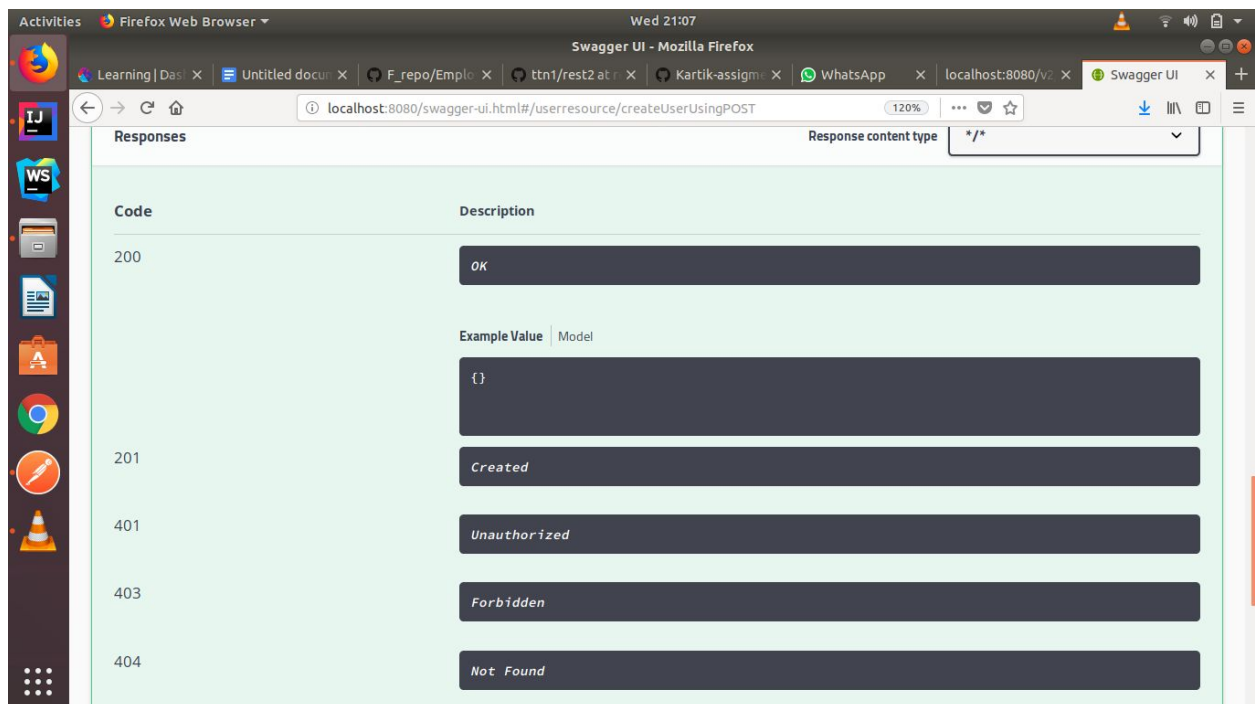 Activities Firefox Web Browser Wed 21:07
Swagger UI - Mozilla Firefox
Learning | Das Untitled docun F_repo/Emplo ttn1/rest2 at Kartik-assigme WhatsApp localhost:8080/v2 Swagger UI
localhost:8080/swagger-ui.html#/userresource/createUserUsingPOST 120%
Responses Response content type */*
Code Description
200 OK
Example Value Model
{}
201 Created
401 Unauthorized
403 Forbidden
404 Not Found